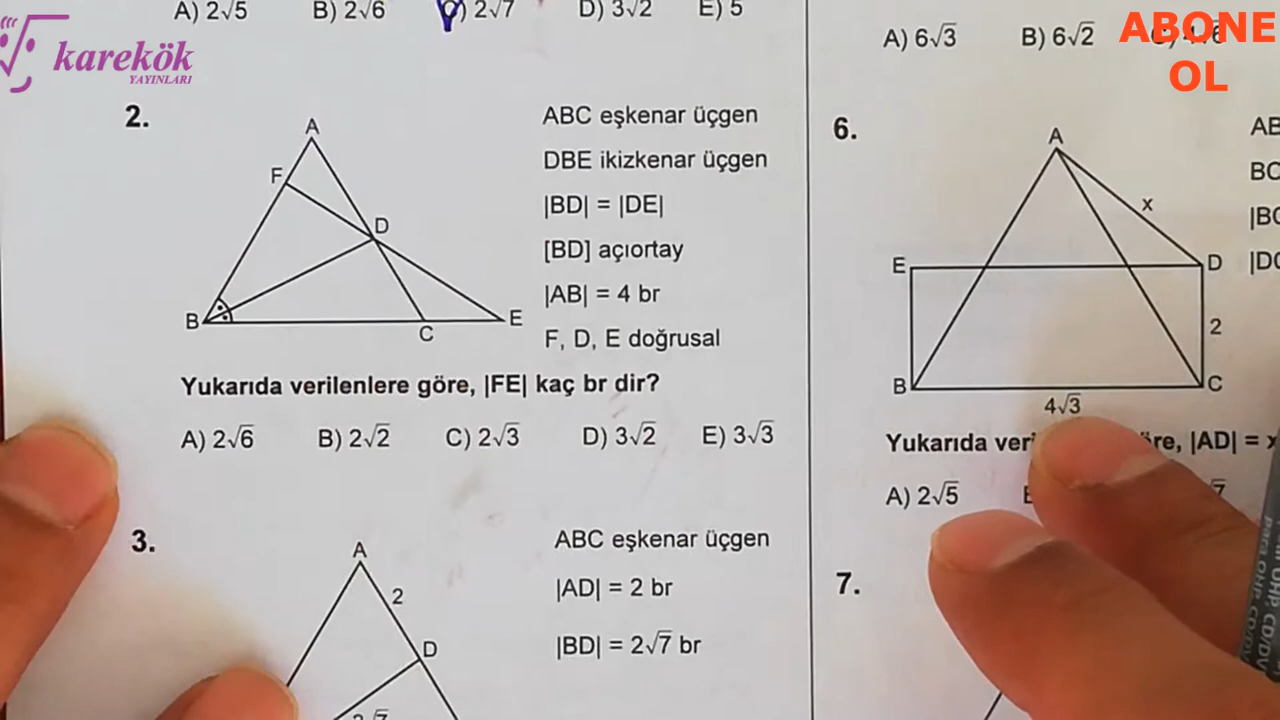 A) 2√5 B) 2√6 C) 2√7 D) 3√2 E) 5
karekök
YAYINLARI
2.
A
F
D
B
C
E
ABC eşkenar üçgen
DBE ikizkenar üçgen
|BD| = |DE|
[BD] açıortay
|AB| = 4 br
F, D, E doğrusal
Yukarıda verilenlere göre, |FE| kaç br dir?
A) 2√6 B) 2√2 C) 2√3 D) 3√2 E) 3√3
3.
A
2
D
ABC eşkenar üçgen
|AD| = 2 br
|BD| = 2√7 br
A) 6√3 B) 6√2
ABONE
OL
6.
A
x
E
D
2
B
C
4√3
Yukarıda |AD| = x
A) 2√5
7.